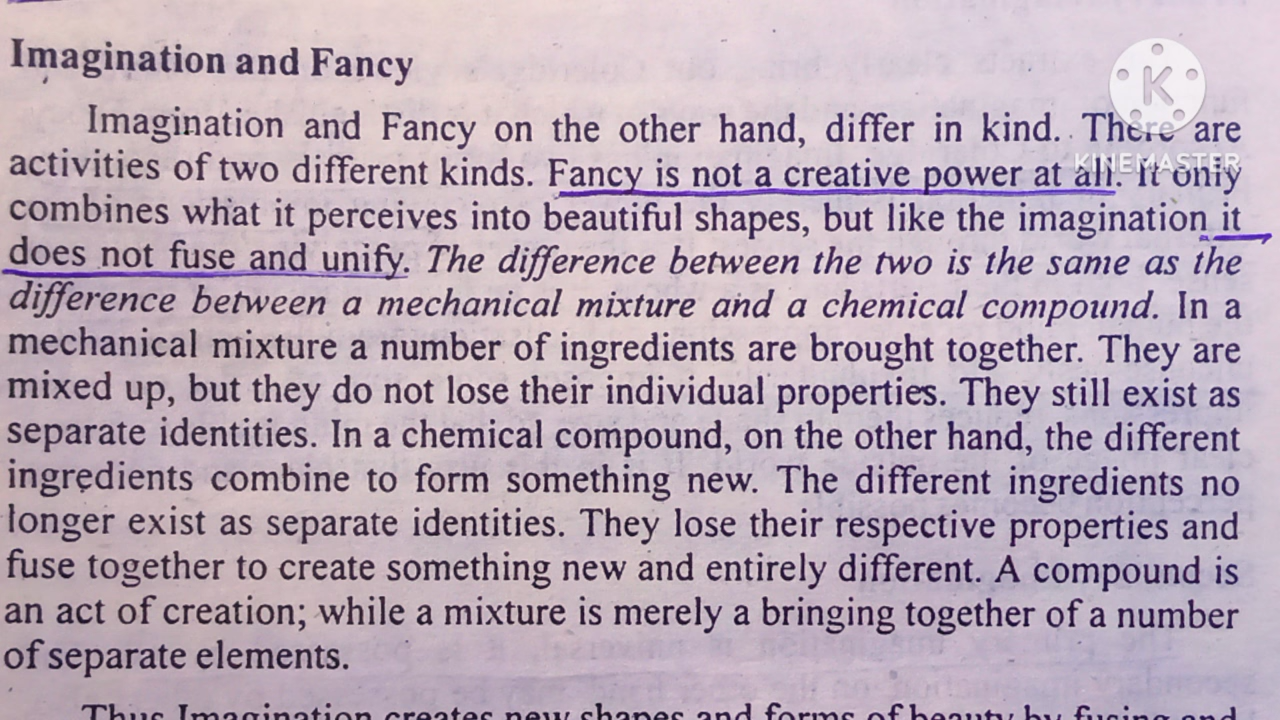 Imagination and Fancy
Imagination and Fancy on the other hand, differ in kind. There are
activities of two different kinds. Fancy is not a creative power at all. It only
combines what it perceives into beautiful shapes, but like the imagination it
does not fuse and unify. The difference between the two is the same as the
difference between a mechanical mixture and a chemical compound. In a
mechanical mixture a number of ingredients are brought together. They are
mixed up, but they do not lose their individual properties. They still exist as
separate identities. In a chemical compound, on the other hand, the different
ingredients combine to form something new. The different ingredients no
longer exist as separate identities. They lose their respective properties and
fuse together to create something new and entirely different. A compound is
an act of creation; while a mixture is merely a bringing together of a number
of separate elements.
Thus Imagination creates new shapes and forms of beauty by fusing and
K
KINEMASTER